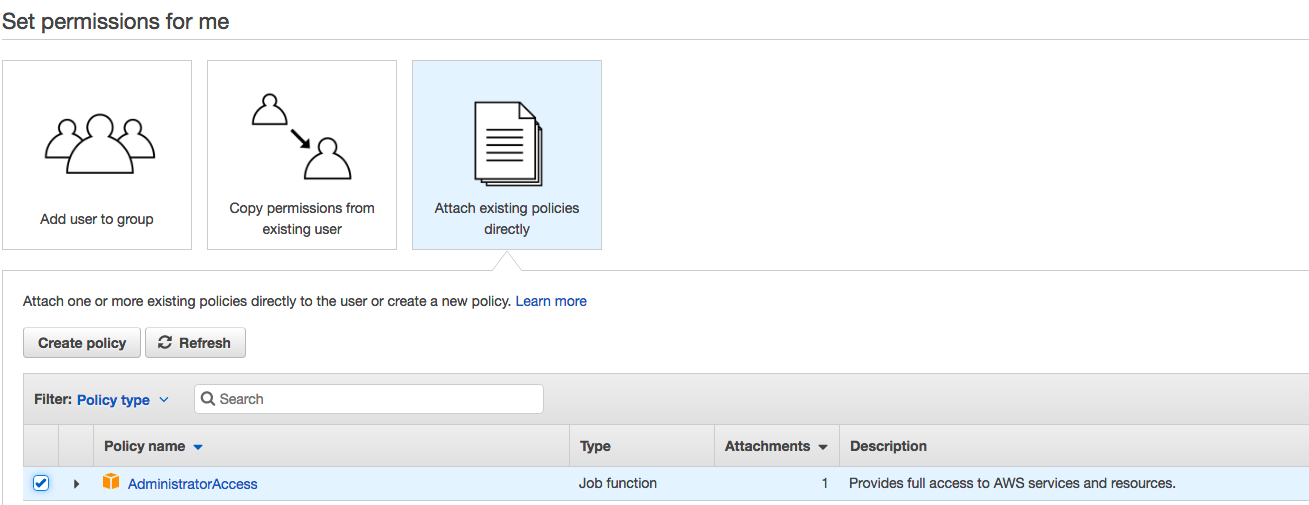 Set permissions for me
Add user to group
Copy permissions from
existing user
Attach existing policies
directly
Attach one or more existing policies directly to the user or create a new policy. Learn more
Create policy Refresh
Filter: Policy type Search
Policy name Type Attachments Description
AdministratorAccess Job function 1 Provides full access to AWS services and resources.